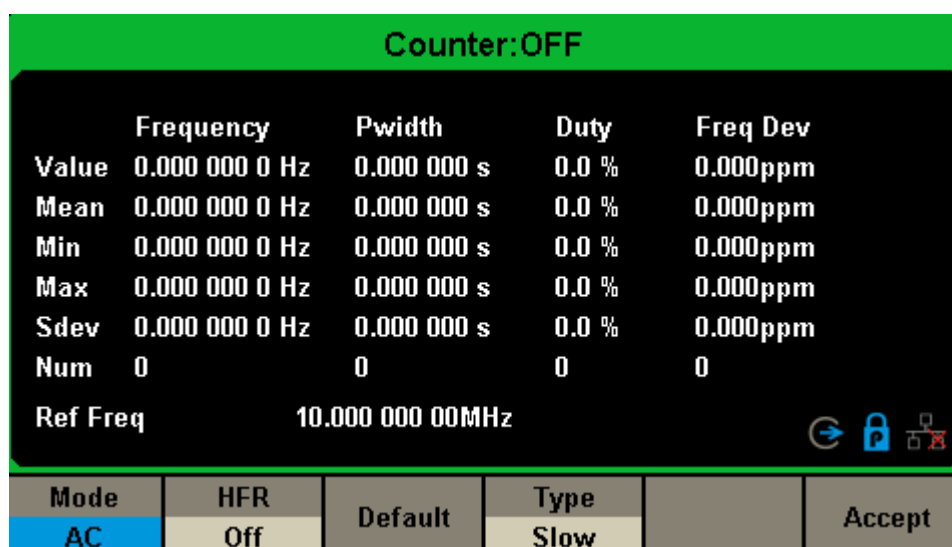 Counter:OFF
Frequency Pwidth Duty Freq Dev
Value 0.000 000 0 Hz 0.000 000 s 0.0 % 0.000ppm
Mean 0.000 000 0 Hz 0.000 000 s 0.0 % 0.000ppm
Min 0.000 000 0 Hz 0.000 000 s 0.0 % 0.000ppm
Max 0.000 000 0 Hz 0.000 000 s 0.0 % 0.000ppm
Sdev 0.000 000 0 Hz 0.000 000 s 0.0 % 0.000ppm
Num 0 0 0 0
Ref Freq 10.000 000 00MHz
P
Mode HFR Default Type Accept
AC Off Slow